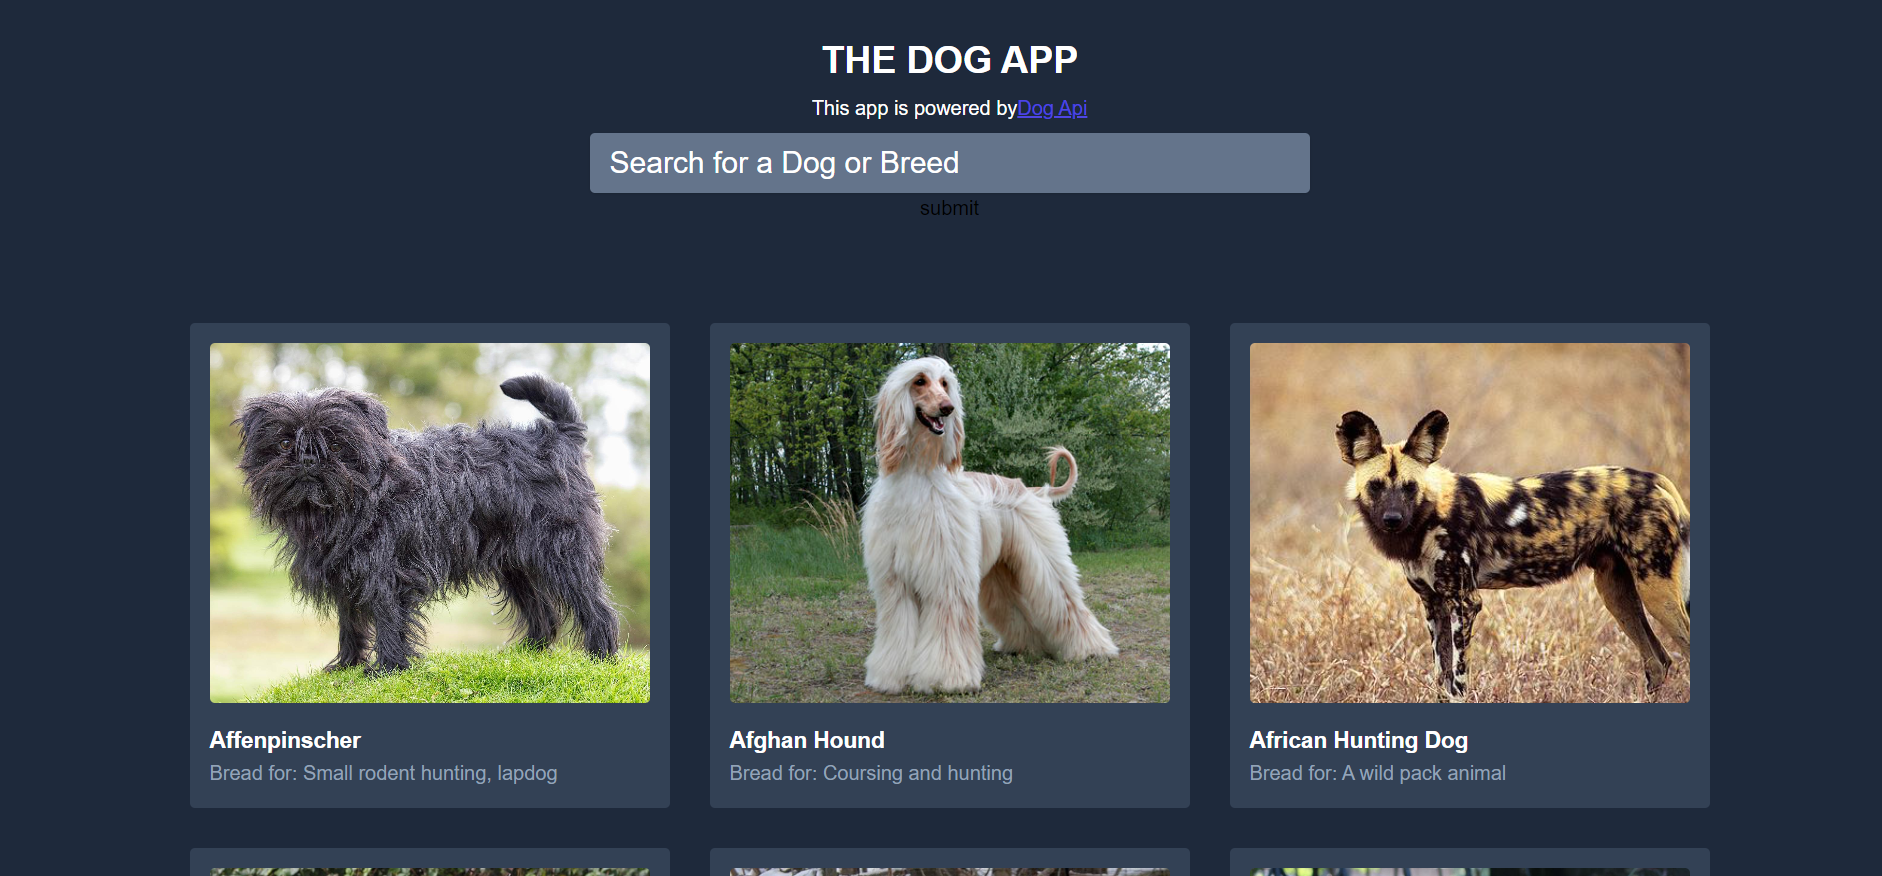 THE DOG APP
This app is powered byDog Api
Search for a Dog or Breed
submit
Affenpinscher
Bread for: Small rodent hunting, lapdog
Afghan Hound
Bread for: Coursing and hunting
African Hunting Dog
Bread for: A wild pack animal